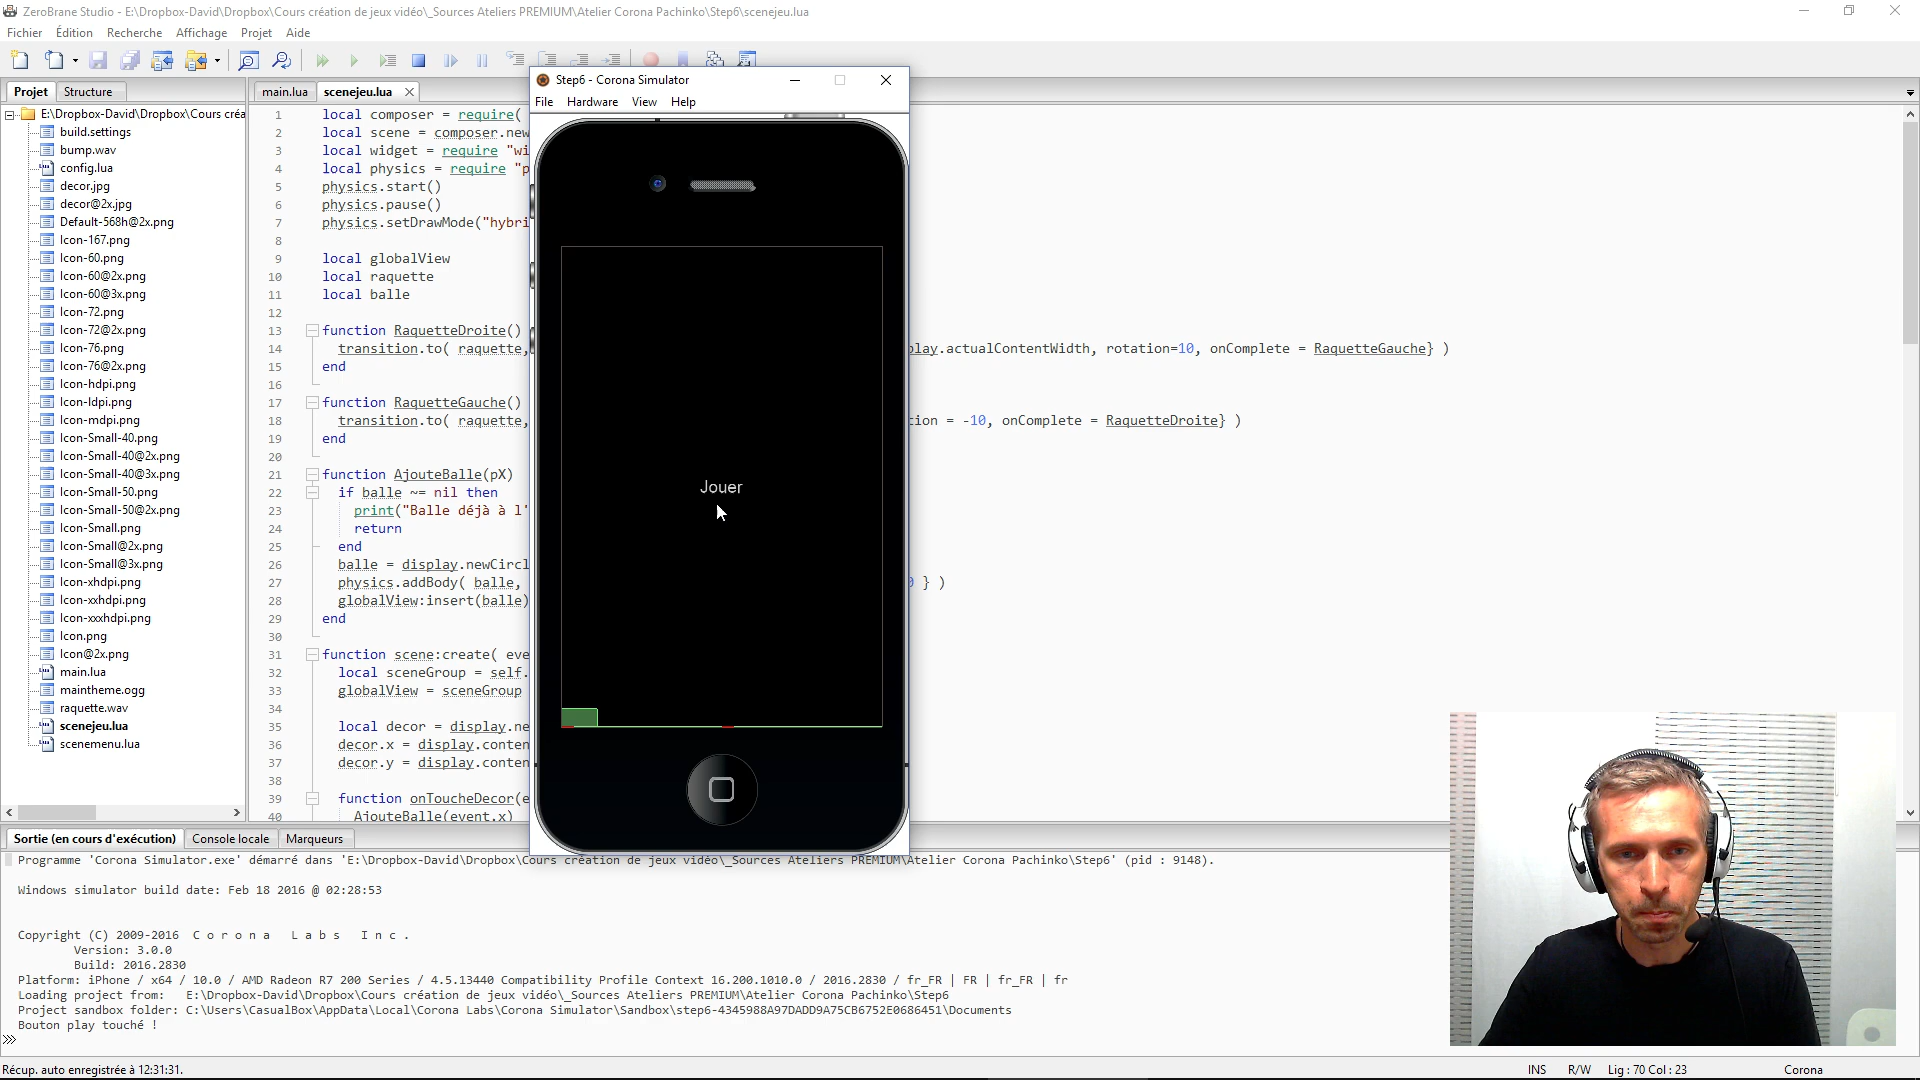 ZeroBrane Studio - E:\Dropbox-David\Dropbox\Cours création de jeux vidéo\_Sources Ateliers PREMIUM\Atelier Corona Pachinko\Step6\scenejeu.lua
Fichier Édition Recherche Affichage Projet Aide
Projet Structure
main.lua scenejeu.lua
E:\Dropbox-David\Dropbox\Cours créa
build.settings
bump.wav
config.lua
decor.jpg
decor@2x.jpg
Default-568h@2x.png
Icon-167.png
Icon-60.png
Icon-60@2x.png
Icon-60@3x.png
Icon-72.png
Icon-72@2x.png
Icon-76.png
Icon-76@2x.png
Icon-hdpi.png
Icon-ldpi.png
Icon-mdpi.png
Icon-Small-40.png
Icon-Small-40@2x.png
Icon-Small-40@3x.png
Icon-Small-50.png
Icon-Small-50@2x.png
Icon-Small.png
Icon-Small@2x.png
Icon-Small@3x.png
Icon-xhdpi.png
Icon-xxhdpi.png
Icon-xxxhdpi.png
Icon.png
Icon@2x.png
main.lua
maintheme.ogg
raquette.wav
scenejeu.lua
scenemenu.lua
1 local composer = require(
2 local scene = composer.new
3 local widget = require "wi
4 local physics = require "p
5 physics.start()
6 physics.pause()
7 physics.setDrawMode("hybri
8
9 local globalView
10 local raquette
11 local balle
12
13 function RaquetteDroite()
14 transition.to( raquette, play.actualContentWidth, rotation=10, onComplete = RaquetteGauche} )
15 end
16
17 function RaquetteGauche()
18 transition.to( raquette, tion = -10, onComplete = RaquetteDroite} )
19 end
20
21 function AjouteBalle(pX)
22 if balle ~= nil then
23 print("Balle déjà à l'
24 return
25 end
26 balle = display.newCircl
27 physics.addBody( balle, 0 } )
28 globalView:insert(balle)
29 end
30
31 function scene:create( eve
32 local sceneGroup = self.
33 globalView = sceneGroup
34
35 local decor = display.ne
36 decor.x = display.conten
37 decor.y = display.conten
38
39 function onToucheDecor(e
40 AjouteBalle(event.x)
Step6 - Corona Simulator
File Hardware View Help
Jouer
Sortie (en cours d'exécution) Console locale Marqueurs
Programme 'Corona Simulator.exe' démarré dans 'E:\Dropbox-David\Dropbox\Cours création de jeux vidéo\_Sources Ateliers PREMIUM\Atelier Corona Pachinko\Step6' (pid : 9148).
Windows simulator build date: Feb 18 2016 @ 02:28:53
Copyright (C) 2009-2016 C o r o n a L a b s I n c .
Version: 3.0.0
Build: 2016.2830
Platform: iPhone / x64 / 10.0 / AMD Radeon R7 200 Series / 4.5.13440 Compatibility Profile Context 16.200.1010.0 / 2016.2830 / fr_FR | FR | fr_FR | fr
Loading project from: E:\Dropbox-David\Dropbox\Cours création de jeux vidéo\_Sources Ateliers PREMIUM\Atelier Corona Pachinko\Step6
Project sandbox folder: C:\Users\CasualBox\AppData\Local\Corona Labs\Corona Simulator\Sandbox\step6-4345988A97DADD9A75CB6752E0686451\Documents
Bouton play touché !
>>>
Récup. auto enregistrée à 12:31:31. INS R/W Lig : 70 Col : 23 Corona